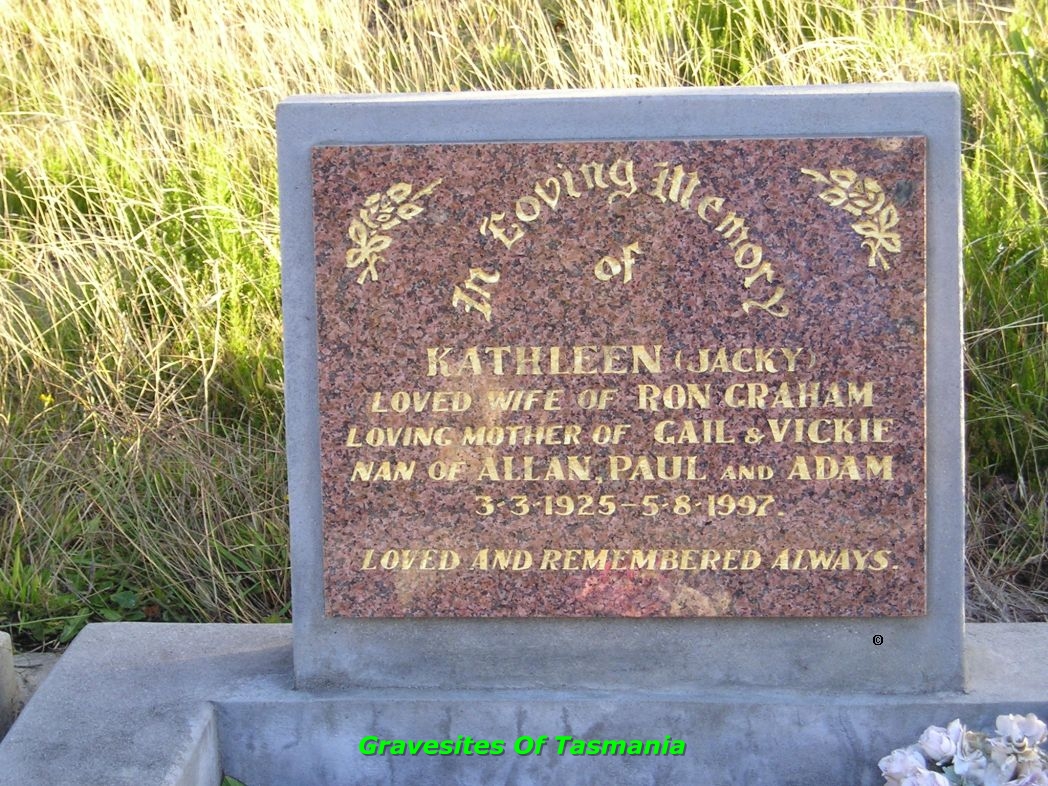 In Loving Memory
of
KATHLEEN (JACKY)
LOVED WIFE OF RON GRAHAM
LOVING MOTHER OF GAIL & VICKIE
NAN OF ALLAN, PAUL AND ADAM
3-3-1925-5-8-1997.
LOVED AND REMEMBERED ALWAYS.
©
Gravesites Of Tasmania